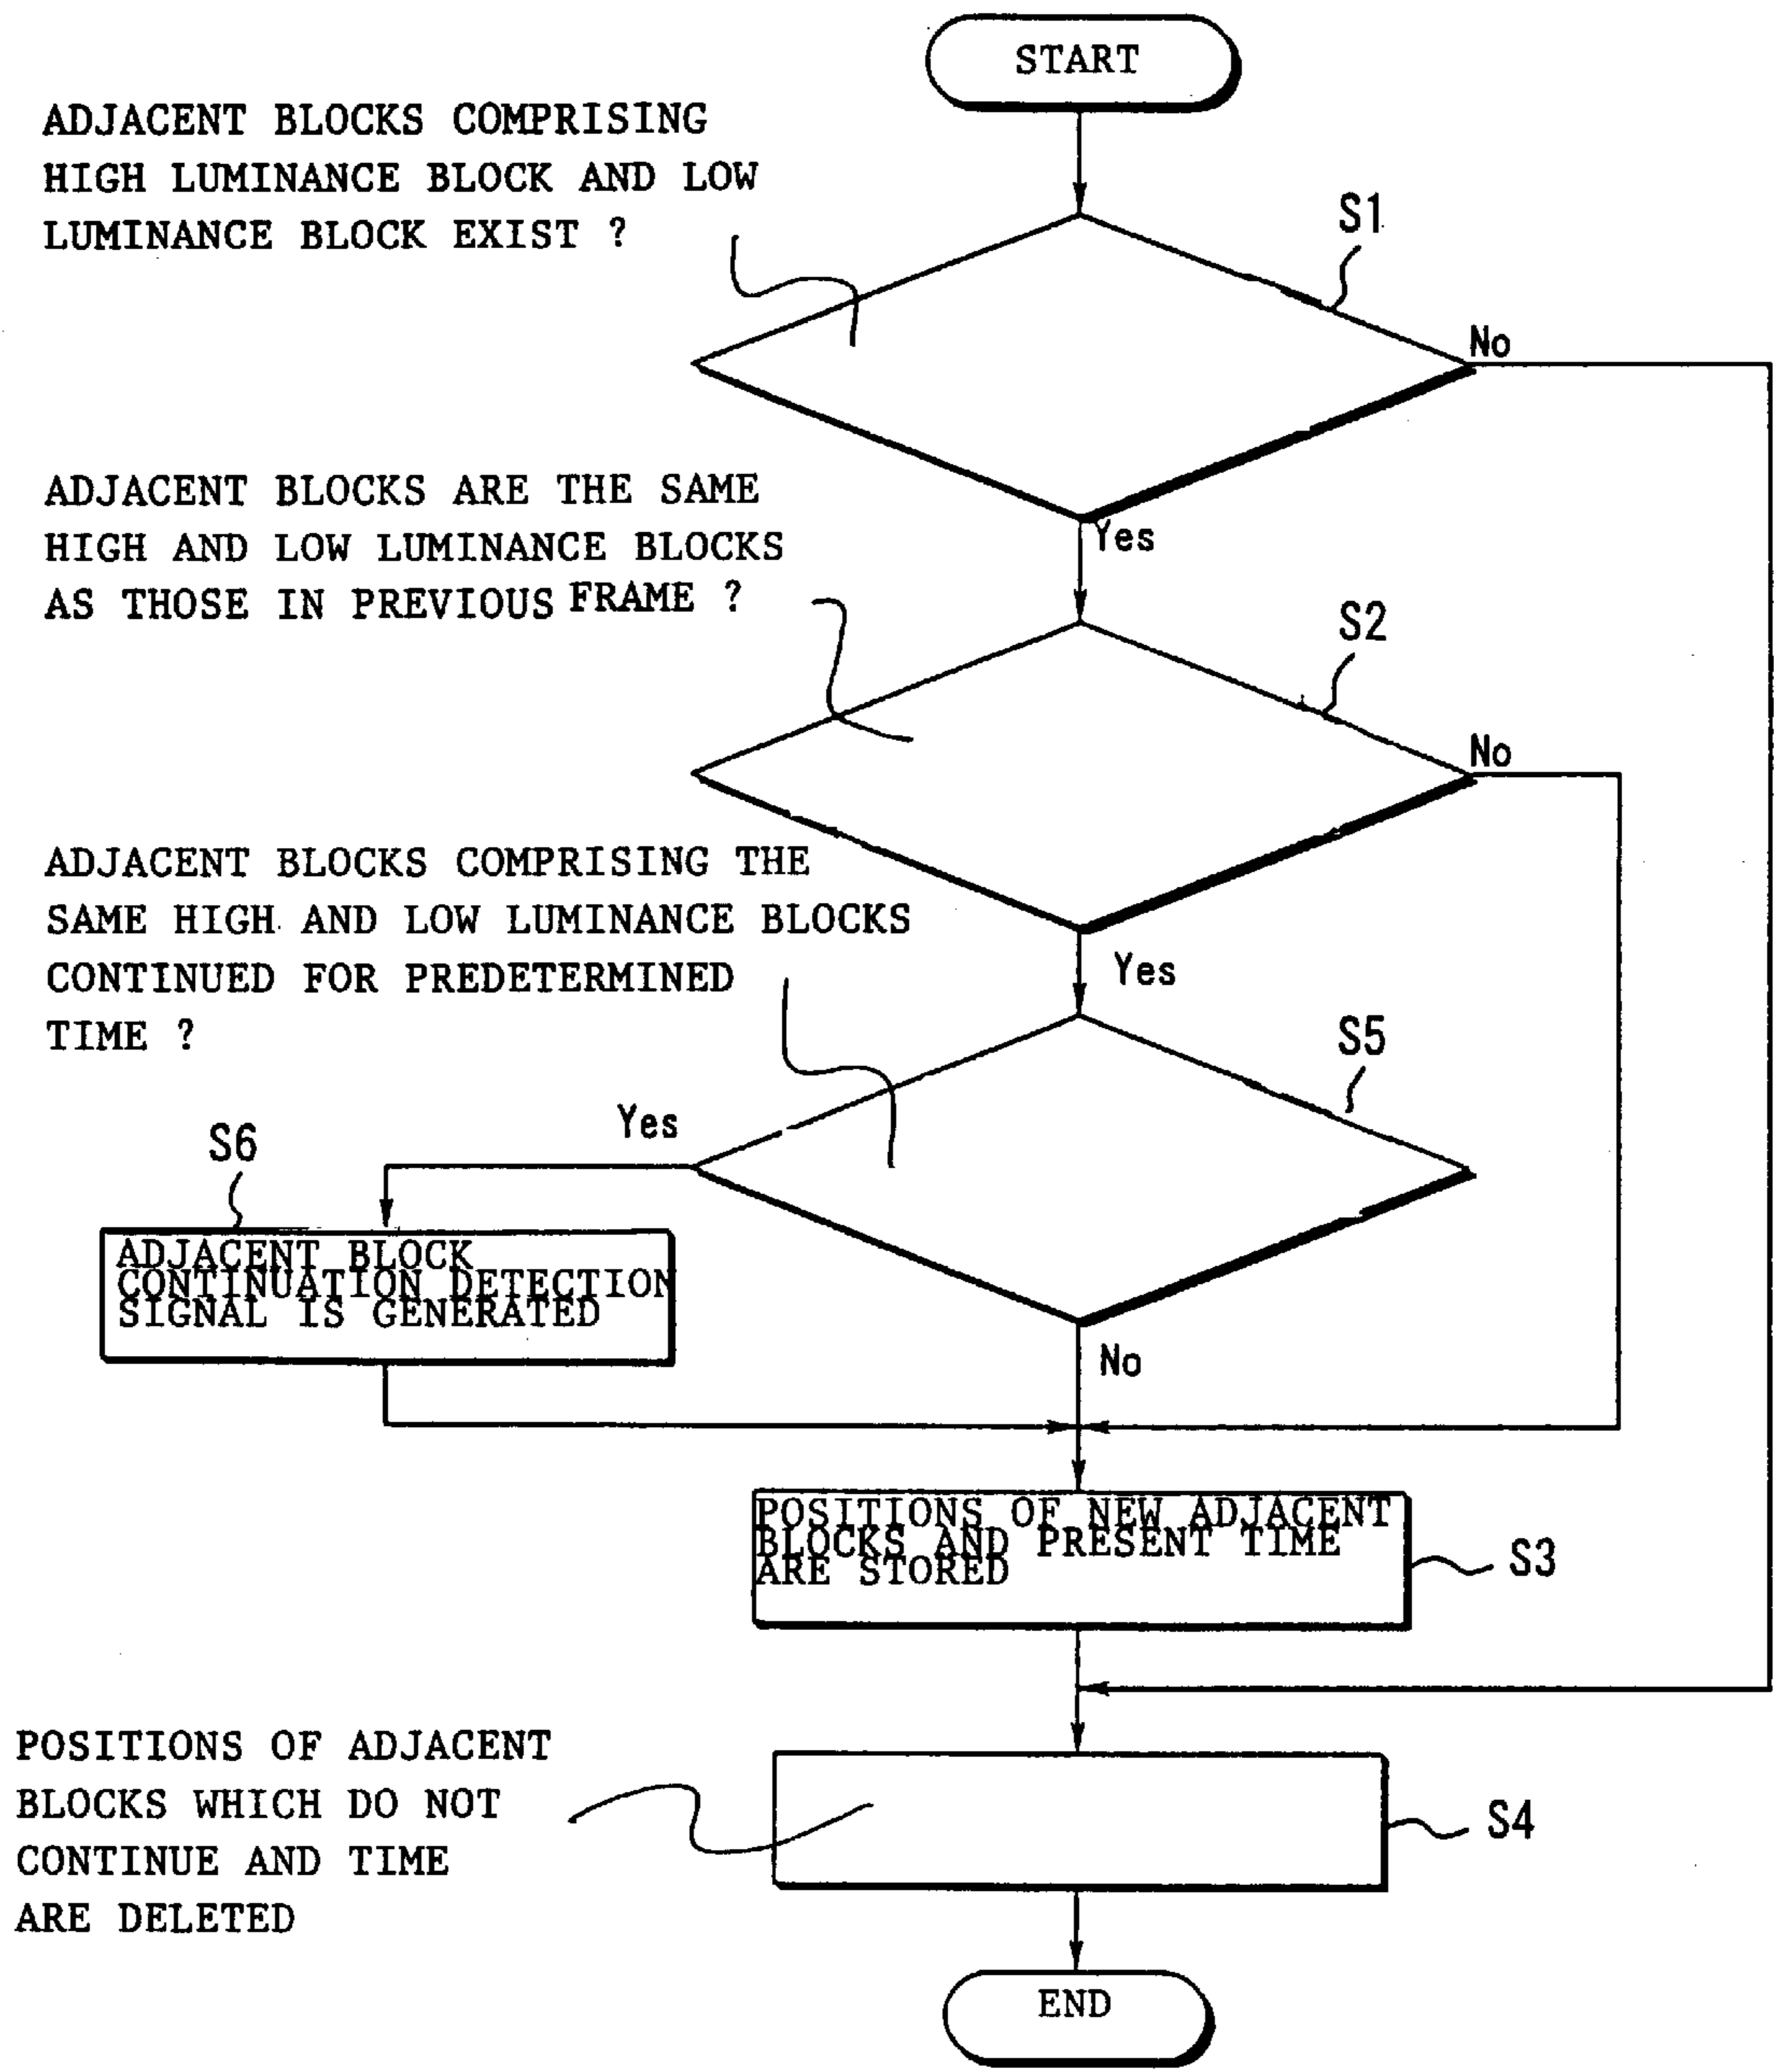 START
ADJACENT BLOCKS COMPRISING
HIGH LUMINANCE BLOCK AND LOW
LUMINANCE BLOCK EXIST ?
S1
No
Yes
ADJACENT BLOCKS ARE THE SAME
HIGH AND LOW LUMINANCE BLOCKS
AS THOSE IN PREVIOUS FRAME ?
S2
No
Yes
ADJACENT BLOCKS COMPRISING THE
SAME HIGH AND LOW LUMINANCE BLOCKS
CONTINUED FOR PREDETERMINED
TIME ?
S5
Yes
No
S6
ADJACENT BLOCK
CONTINUATION DETECTION
SIGNAL IS GENERATED
POSITIONS OF NEW ADJACENT
BLOCKS AND PRESENT TIME
ARE STORED
S3
POSITIONS OF ADJACENT
BLOCKS WHICH DO NOT
CONTINUE AND TIME
ARE DELETED
S4
END